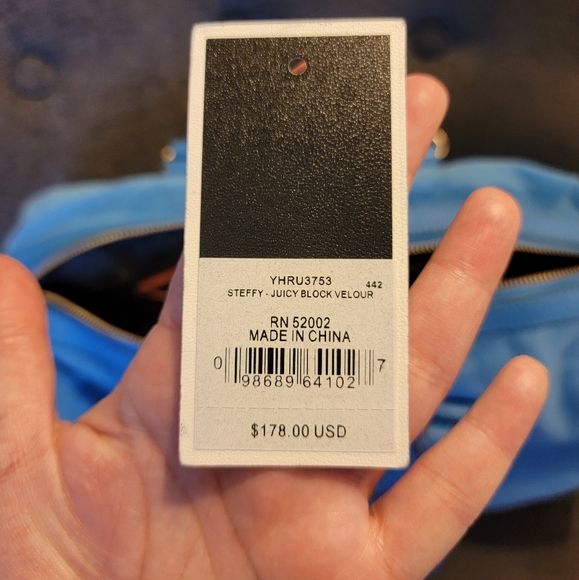 YHRU3753 442
STEFFY - JUICY BLOCK VELOUR
RN 52002
MADE IN CHINA
0 98689 64102 7
$178.00 USD